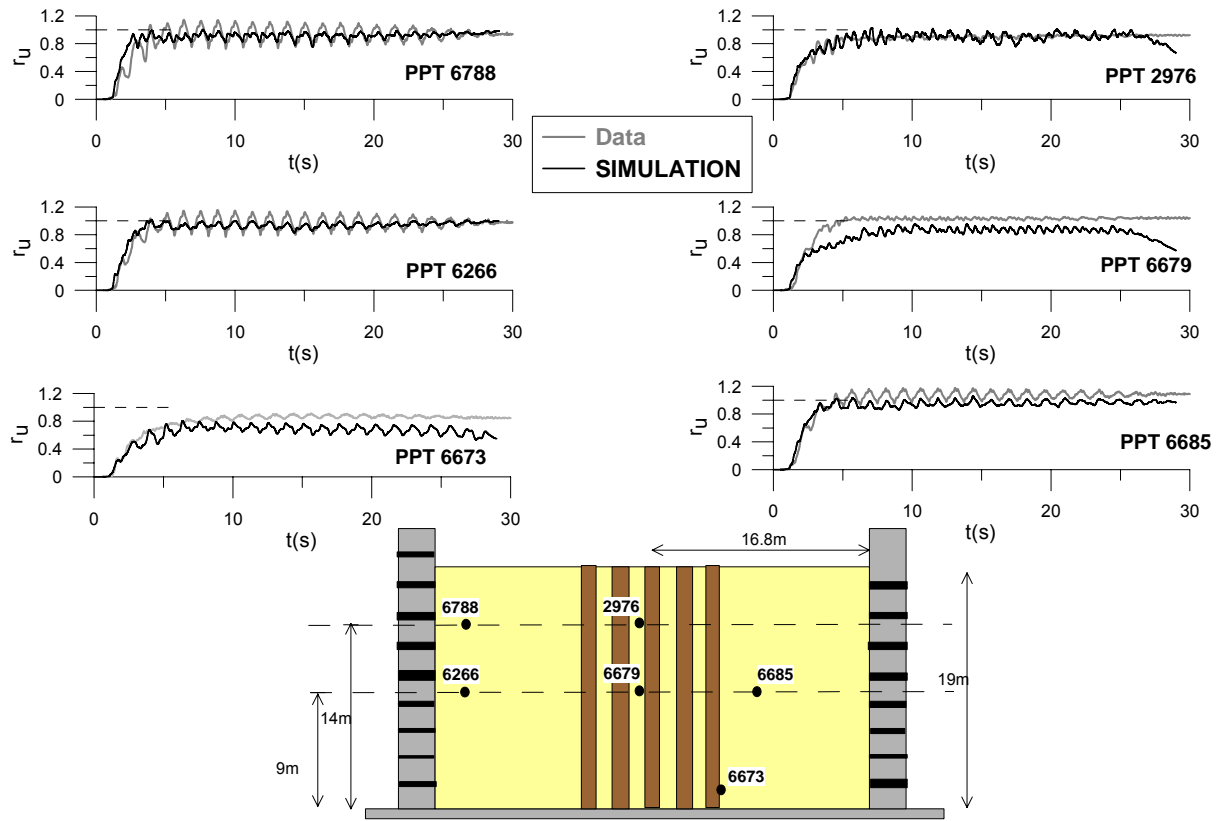 1.2
0.8
0.4
0
r_u
PPT 6788
0 10 20 30
t(s)
1.2
0.8
0.4
0
r_u
PPT 2976
0 10 20 30
t(s)
Data
SIMULATION
1.2
0.8
0.4
0
r_u
PPT 6266
0 10 20 30
t(s)
1.2
0.8
0.4
0
r_u
PPT 6679
0 10 20 30
t(s)
1.2
0.8
0.4
0
r_u
PPT 6673
0 10 20 30
t(s)
1.2
0.8
0.4
0
r_u
PPT 6685
0 10 20 30
t(s)
16.8m
6788
2976
6266
6679
6685
19m
14m
9m
6673